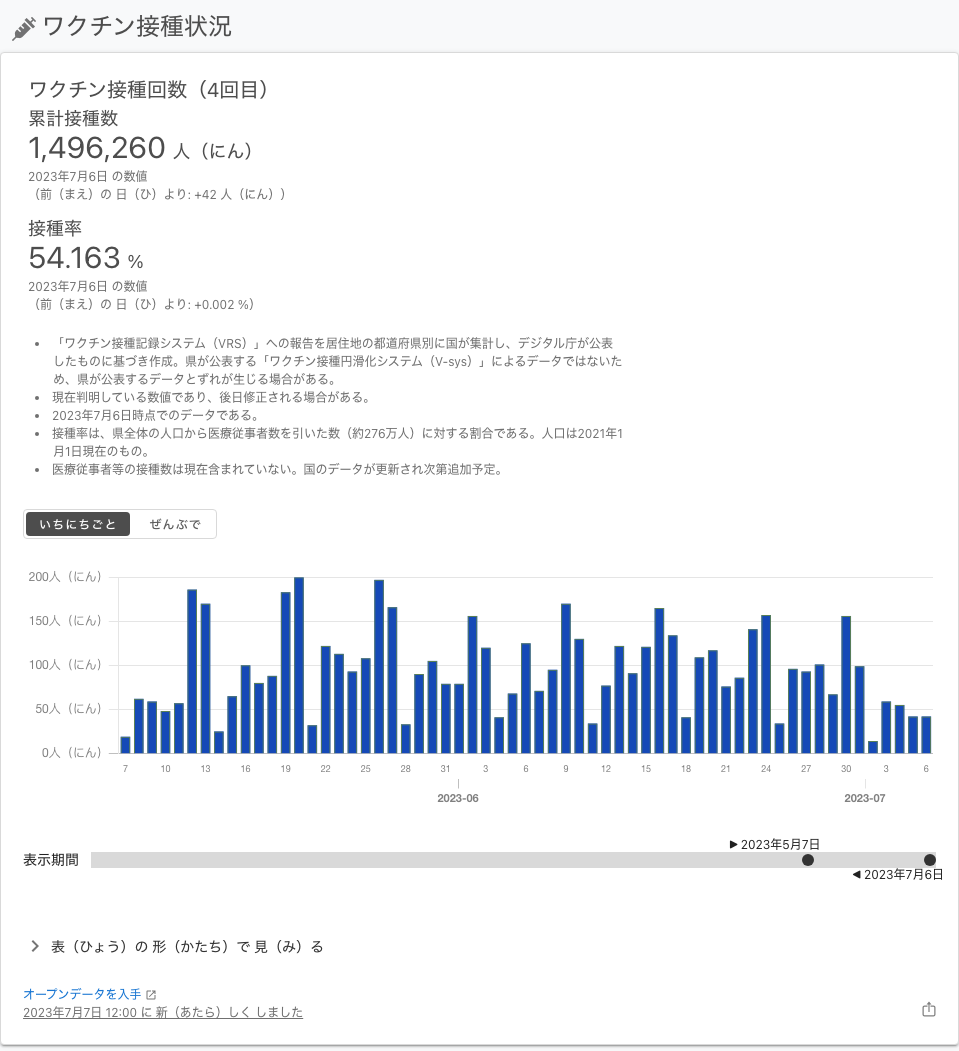 ワクチン接種状況
ワクチン接種回数（4回目）
累計接種数
1,496,260 人（にん）
2023年7月6日 の数値
（前（まえ）の 日（ひ）より: +42 人（にん））
接種率
54.163 %
2023年7月6日 の数値
（前（まえ）の 日（ひ）より: +0.002 %）
• 「ワクチン接種記録システム（VRS）」への報告を居住地の都道府県別に国が集計し、デジタル庁が公表
したものに基づき作成。県が公表する「ワクチン接種円滑化システム（V-sys）」によるデータではないた
め、県が公表するデータとずれが生じる場合がある。
• 現在判明している数値であり、後日修正される場合がある。
• 2023年7月6日時点でのデータである。
• 接種率は、県全体の人口から医療従事者数を引いた数（約276万人）に対する割合である。人口は2021年1
月1日現在のもの。
• 医療従事者等の接種数は現在含まれていない。国のデータが更新され次第追加予定。
いちにちごと ぜんぶで
200人（にん）
150人（にん）
100人（にん）
50人（にん）
0人（にん）
7 10 13 16 19 22 25 28 31 3 6 9 12 15 18 21 24 27 30 3 6
2023-06 2023-07
▶ 2023年5月7日
表示期間
◀ 2023年7月6日
表（ひょう）の 形（かたち）で 見（み）る
オープンデータを入手
2023年7月7日 12:00 に 新（あたら）しく しました